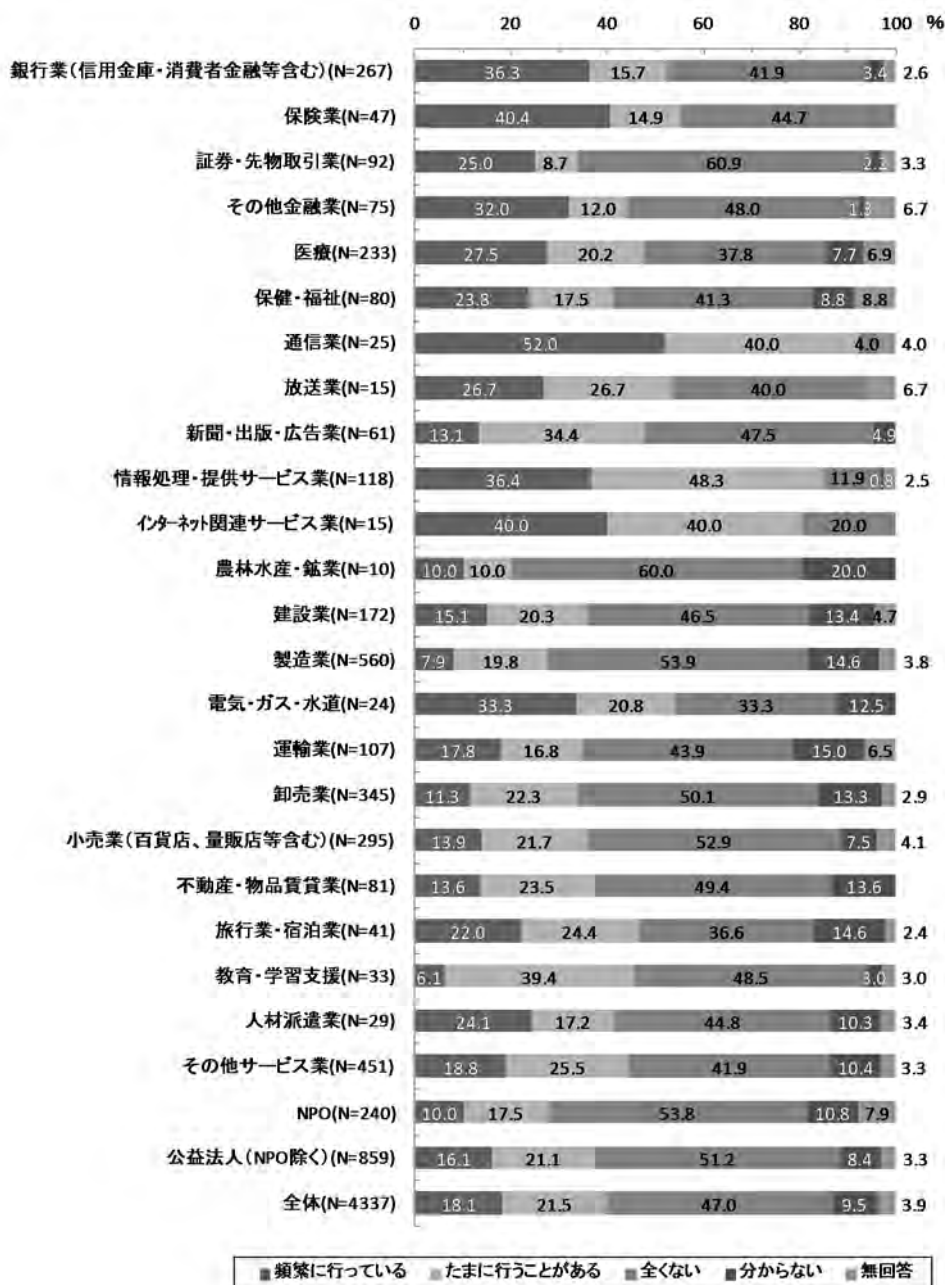 0 20 40 60 80 100 %
銀行業(信用金庫・消費者金融等含む)(N=267) 36.3 15.7 41.9 3.4 2.6
保険業(N=47) 40.4 14.9 44.7
証券・先物取引業(N=92) 25.0 8.7 60.9 2.2 3.3
その他金融業(N=75) 32.0 12.0 48.0 1.3 6.7
医療(N=233) 27.5 20.2 37.8 7.7 6.9
保健・福祉(N=80) 23.8 17.5 41.3 8.8 8.8
通信業(N=25) 52.0 40.0 4.0 4.0
放送業(N=15) 26.7 26.7 40.0 6.7
新聞・出版・広告業(N=61) 13.1 34.4 47.5 4.9
情報処理・提供サービス業(N=118) 36.4 48.3 11.9 0.8 2.5
インターネット関連サービス業(N=15) 40.0 40.0 20.0
農林水産・鉱業(N=10) 10.0 10.0 60.0 20.0
建設業(N=172) 15.1 20.3 46.5 13.4 4.7
製造業(N=560) 7.9 19.8 53.9 14.6 3.8
電気・ガス・水道(N=24) 33.3 20.8 33.3 12.5
運輸業(N=107) 17.8 16.8 43.9 15.0 6.5
卸売業(N=345) 11.3 22.3 50.1 13.3 2.9
小売業(百貨店、量販店等含む)(N=295) 13.9 21.7 52.9 7.5 4.1
不動産・物品賃貸業(N=81) 13.6 23.5 49.4 13.6
旅行業・宿泊業(N=41) 22.0 24.4 36.6 14.6 2.4
教育・学習支援(N=33) 6.1 39.4 48.5 3.0 3.0
人材派遣業(N=29) 24.1 17.2 44.8 10.3 3.4
その他サービス業(N=451) 18.8 25.5 41.9 10.4 3.3
NPO(N=240) 10.0 17.5 53.8 10.8 7.9
公益法人(NPO除く)(N=859) 16.1 21.1 51.2 8.4 3.3
全体(N=4337) 18.1 21.5 47.0 9.5 3.9
頻繁に行っている たまに行うことがある 全くない 分からない 無回答